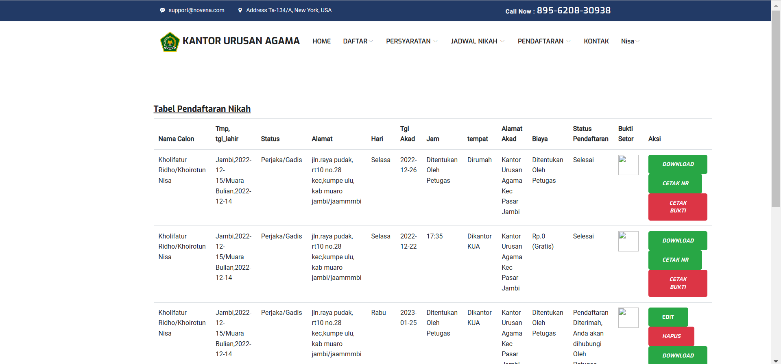 support@novena.com Address Ta-134/A, New York, USA Call Now : 895-6208-30938
KANTOR URUSAN AGAMA HOME DAFTAR PERSYARATAN JADWAL NIKAH PENDAFTARAN KONTAK Nisa
Tabel Pendaftaran Nikah
Tmp, Tgl Alamat Status Bukti
Nama Calon tgl_lahir Status Alamat Hari Akad Jam tempat Akad Biaya Pendaftaran Setor Aksi
Kholifatur Jambi,2022- Perjaka/Gadis jln.raya pudak, Selasa 2022- Ditentukan Dirumah Kantor Ditentukan Selesai DOWNLOAD
Ridho/Khoirotun 12- rt10 no.28 12-26 Oleh Urusan Oleh
Nisa 15/Muara kec,kumpe ulu, Petugas Agama Petugas CETAK NR
Bulian,2022- kab muaro Kec
12-14 jambi/jaammmbi Pasar CETAK
Jambi BUKTI
Kholifatur Jambi,2022- Perjaka/Gadis jln.raya pudak, Selasa 2022- 17:35 Dikantor Kantor Rp.0 Selesai DOWNLOAD
Ridho/Khoirotun 12- rt10 no.28 12-22 KUA Urusan (Gratis)
Nisa 15/Muara kec,kumpe ulu, Agama CETAK NR
Bulian,2022- kab muaro Kec
12-14 jambi/jaammmbi Pasar CETAK
Jambi BUKTI
Kholifatur Jambi,2022- Perjaka/Gadis jln.raya pudak, Rabu 2023- Ditentukan Dikantor Kantor Ditentukan Pendaftaran EDIT
Ridho/Khoirotun 12- rt10 no.28 01-25 Oleh KUA Urusan Oleh Diterimah,
Nisa 15/Muara kec,kumpe ulu, Petugas Agama Petugas Anda akan HAPUS
Bulian,2022- kab muaro Kec dihubungi
12-14 jambi/jaammmbi Pasar Oleh DOWNLOAD